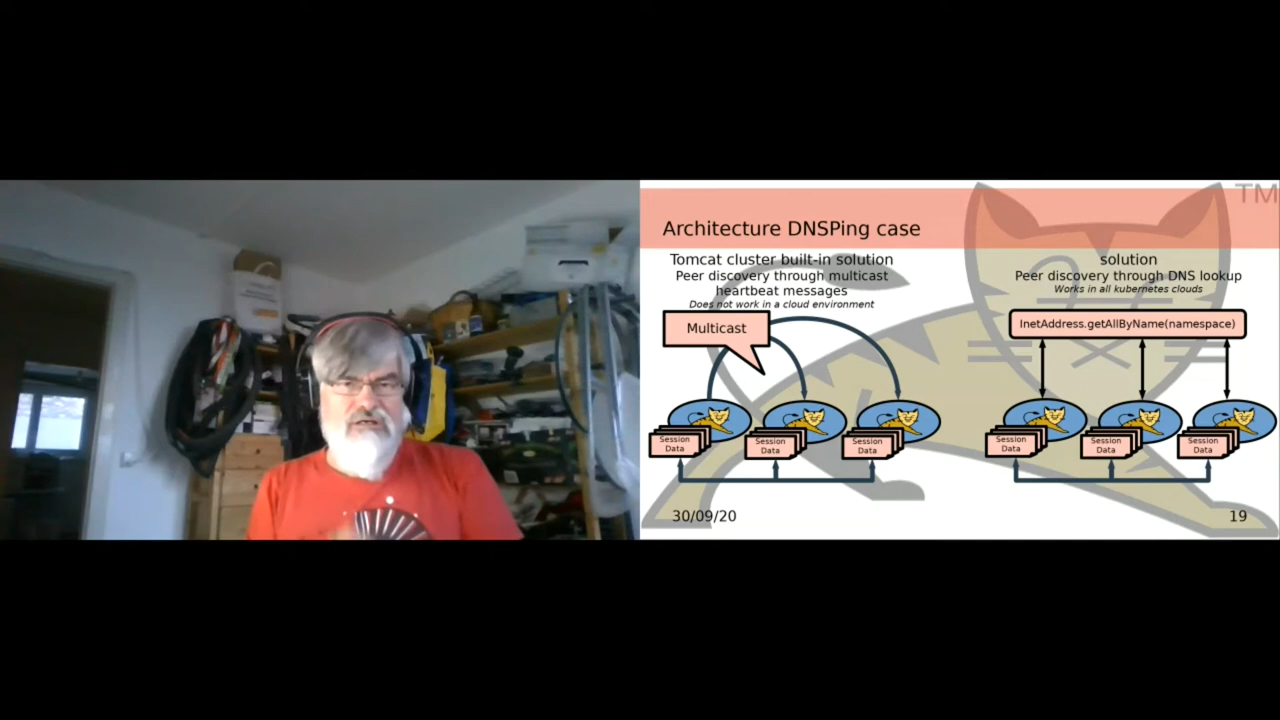 TM
Architecture DNSPing case
Tomcat cluster built-in solution
Peer discovery through multicast
heartbeat messages
Does not work in a cloud environment
Multicast
Session
Data
Session
Data
Session
Data
solution
Peer discovery through DNS lookup
Works in all kubernetes clouds
InetAddress.getAllByName(namespace)
Session
Data
Session
Data
Session
Data
30/09/20
19